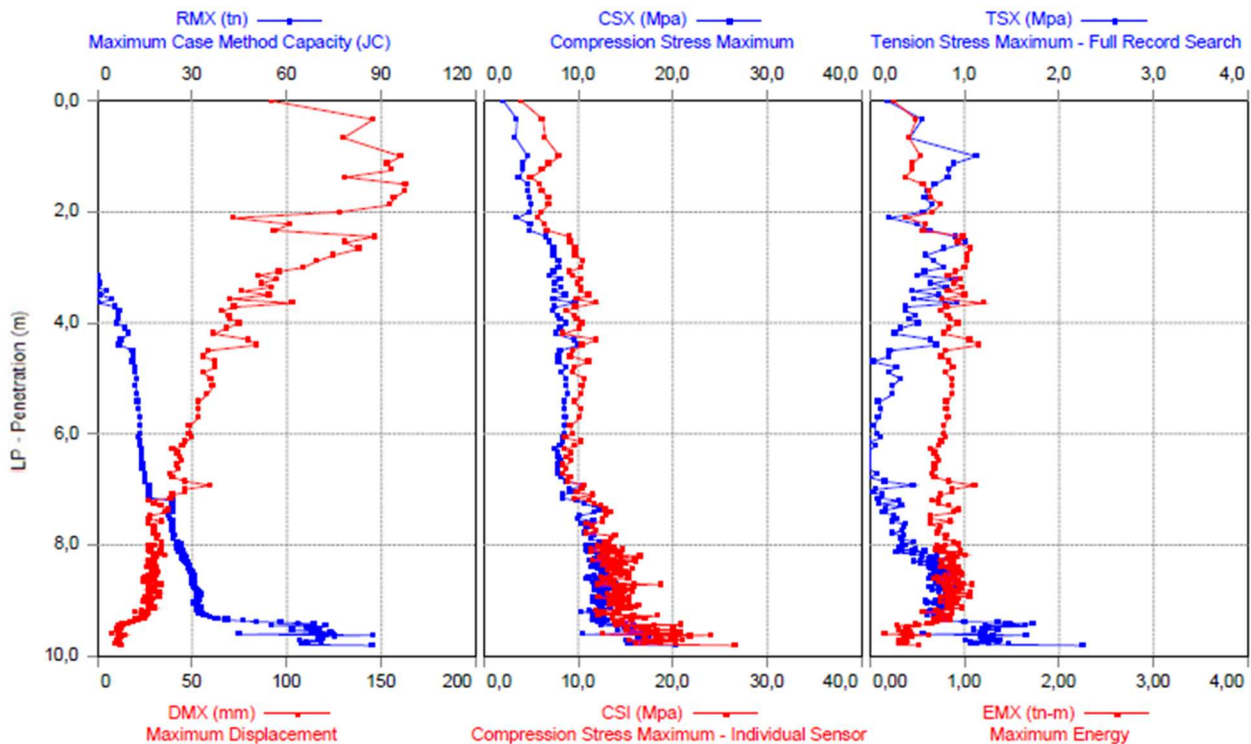 RMX (tn)
Maximum Case Method Capacity (JC)
CSX (Mpa)
Compression Stress Maximum
TSX (Mpa)
Tension Stress Maximum - Full Record Search
0 30 60 90 120
0,0 10,0 20,0 30,0 40,0
0,0 1,0 2,0 3,0 4,0
0,0
2,0
4,0
6,0
8,0
10,0
LP - Penetration (m)
0 50 100 150 200
0,0 10,0 20,0 30,0 40,0
0,00 1,00 2,00 3,00 4,00
DMX (mm)
Maximum Displacement
CSI (Mpa)
Compression Stress Maximum - Individual Sensor
EMX (tn-m)
Maximum Energy